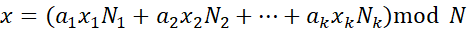 x = (a₁x₁N₁ + a₂x₂N₂ + ⋯ + aₖxₖNₖ)mod N